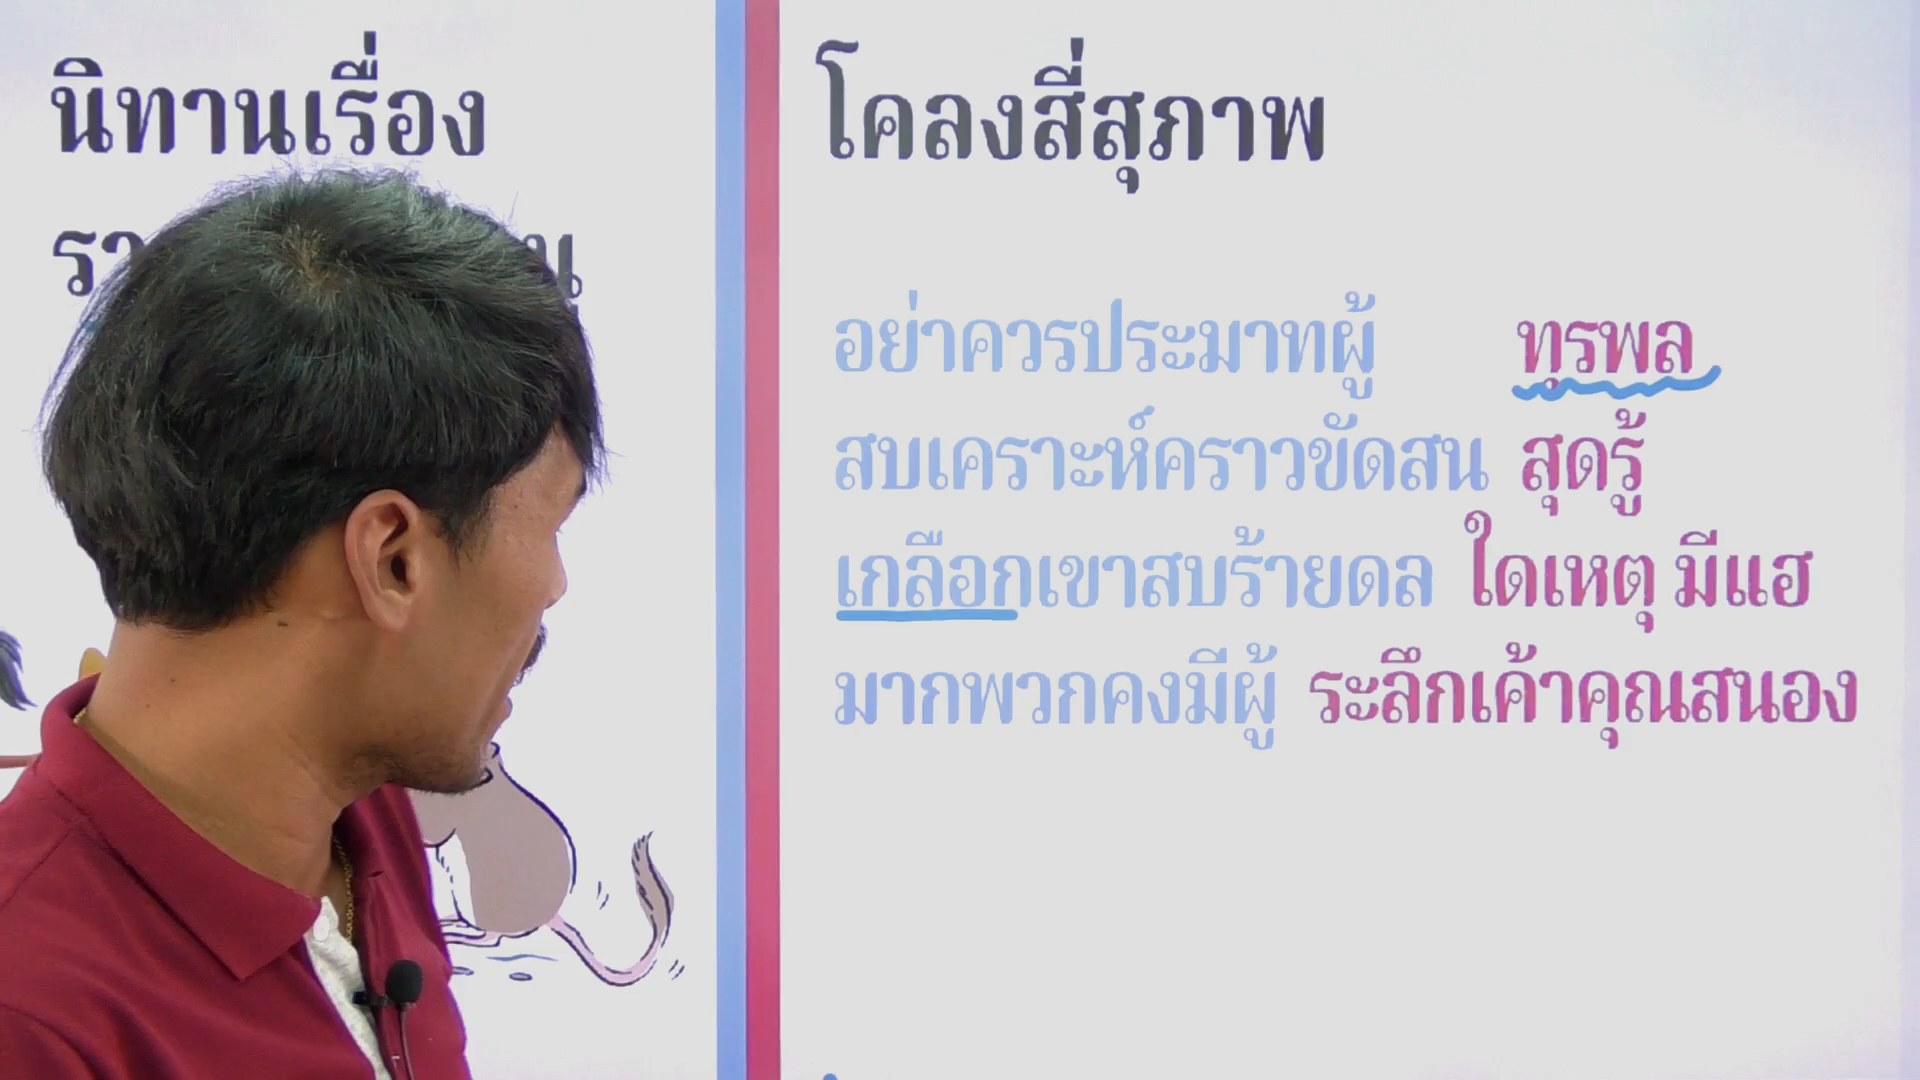 นิทานเรื่อง
โคลงสี่สุภาพ
อย่าควรประมาทผู้ ทุรพล
สบเคราะห์คราวขัดสน สุดรู้
เกลือกเขาสบร้ายดล ใดเหตุ มีแฮ
มากพวกคงมีผู้ ระลึกเค้าคุณสนอง